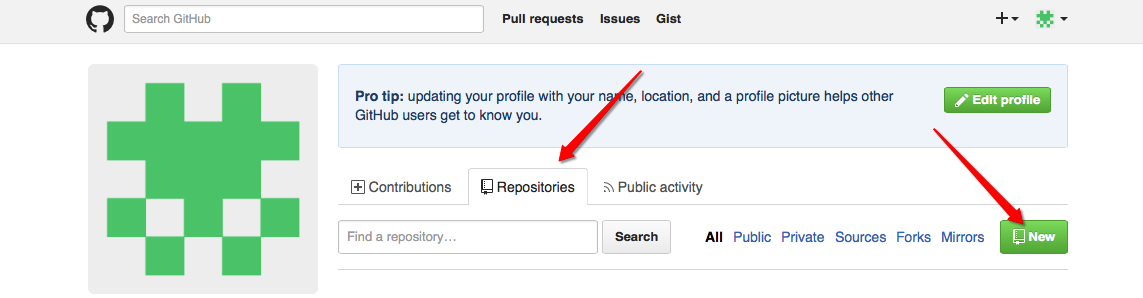 Search GitHub
Pull requests Issues Gist
Pro tip: updating your profile with your name, location, and a profile picture helps other
GitHub users get to know you.
Edit profile
Contributions Repositories Public activity
Find a repository… Search All Public Private Sources Forks Mirrors New